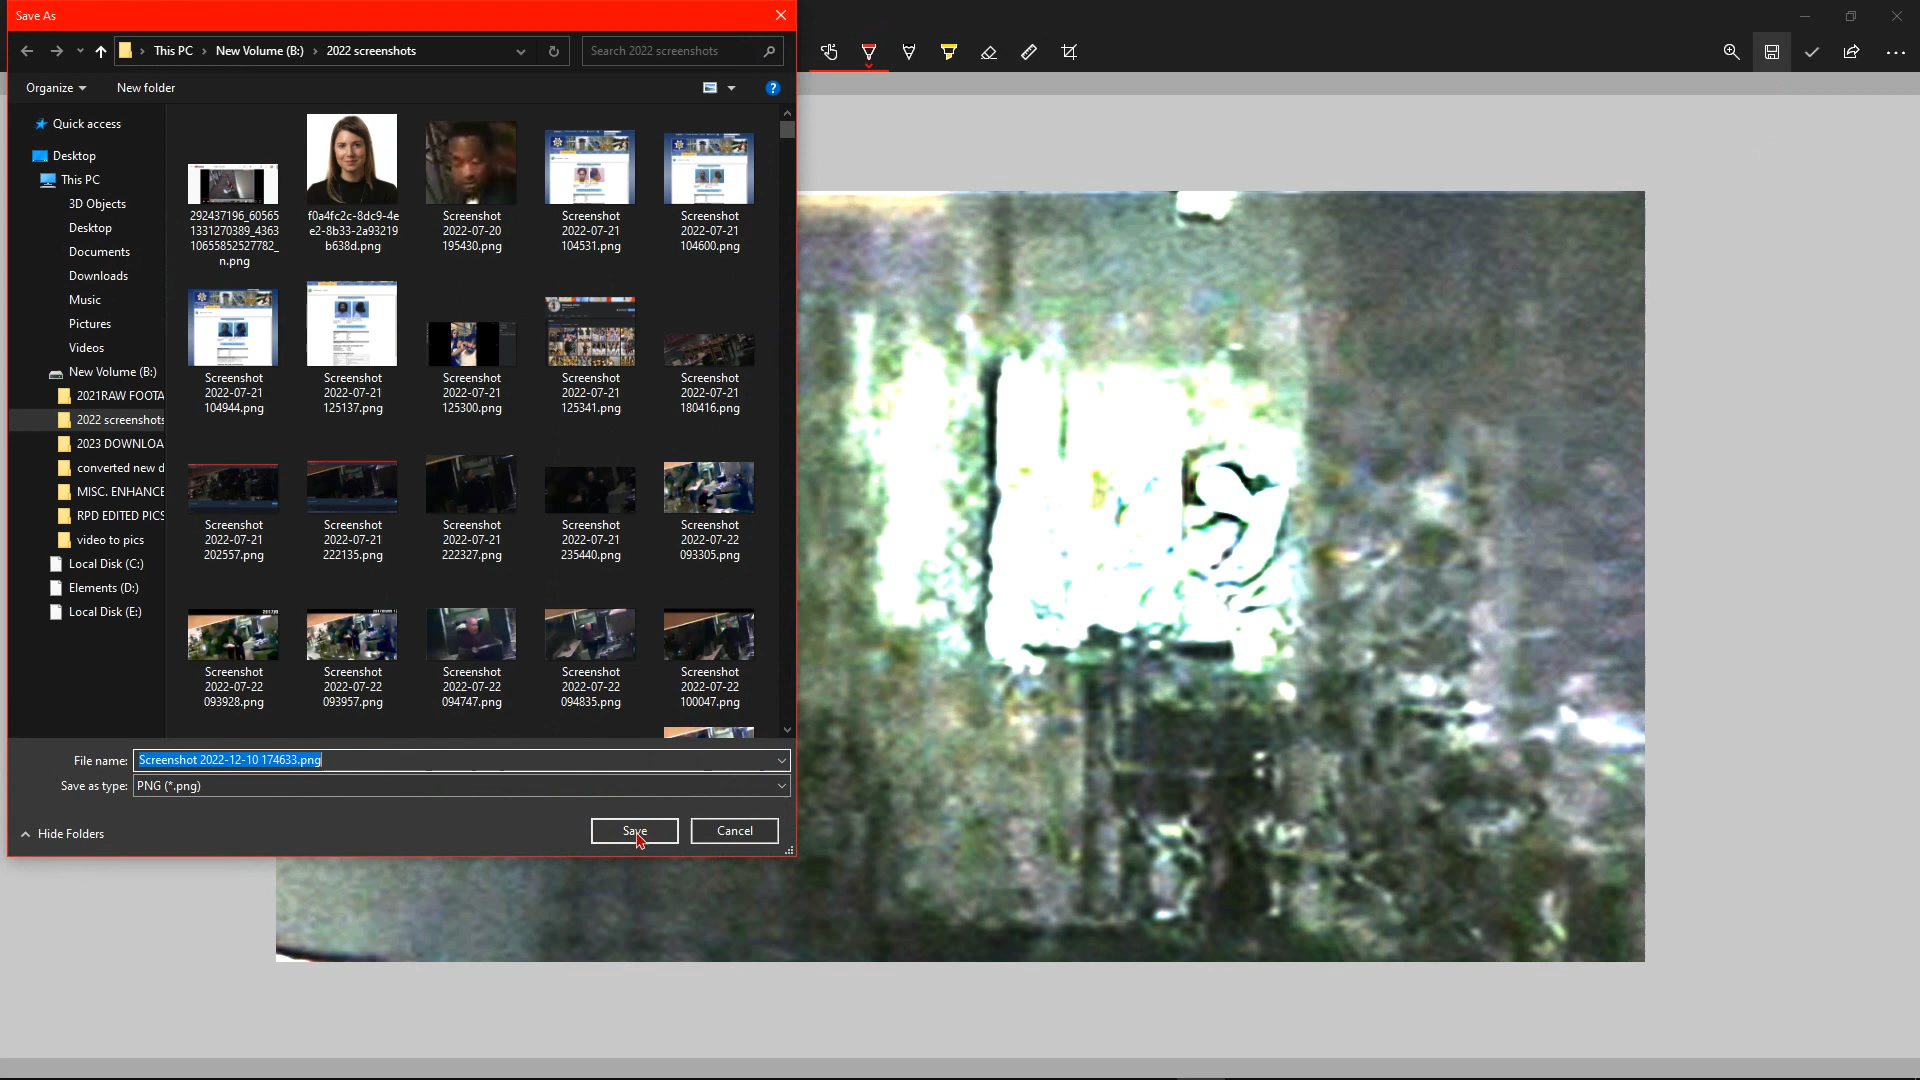 Save As
This PC
New Volume (B:)
2022 screenshots
Search 2022 screenshots
Organize
New folder
Quick access
Desktop
This PC
3D Objects
Desktop
Documents
Downloads
Music
Pictures
Videos
New Volume (B:)
2021RAW FOOTA
2022 screenshots
2023 DOWNLOA
converted new d
MISC. ENHANCE
RPD EDITED PICS
video to pics
Local Disk (C:)
Elements (D:)
Local Disk (E:)
292437196_60565
1331270389_4363
10655852527782_
n.png
f0a4fc2c-8dc9-4e
e2-8b33-2a93219
b638d.png
Screenshot
2022-07-20
195430.png
Screenshot
2022-07-21
104531.png
Screenshot
2022-07-21
104600.png
Screenshot
2022-07-21
104944.png
Screenshot
2022-07-21
125137.png
Screenshot
2022-07-21
125300.png
Screenshot
2022-07-21
125341.png
Screenshot
2022-07-21
180416.png
Screenshot
2022-07-21
202557.png
Screenshot
2022-07-21
222135.png
Screenshot
2022-07-21
222327.png
Screenshot
2022-07-21
235440.png
Screenshot
2022-07-22
093305.png
Screenshot
2022-07-22
093928.png
Screenshot
2022-07-22
093957.png
Screenshot
2022-07-22
094747.png
Screenshot
2022-07-22
094835.png
Screenshot
2022-07-22
100047.png
File name:
Screenshot 2022-12-10 174633.png
Save as type:
PNG (*.png)
Hide Folders
Save
Cancel